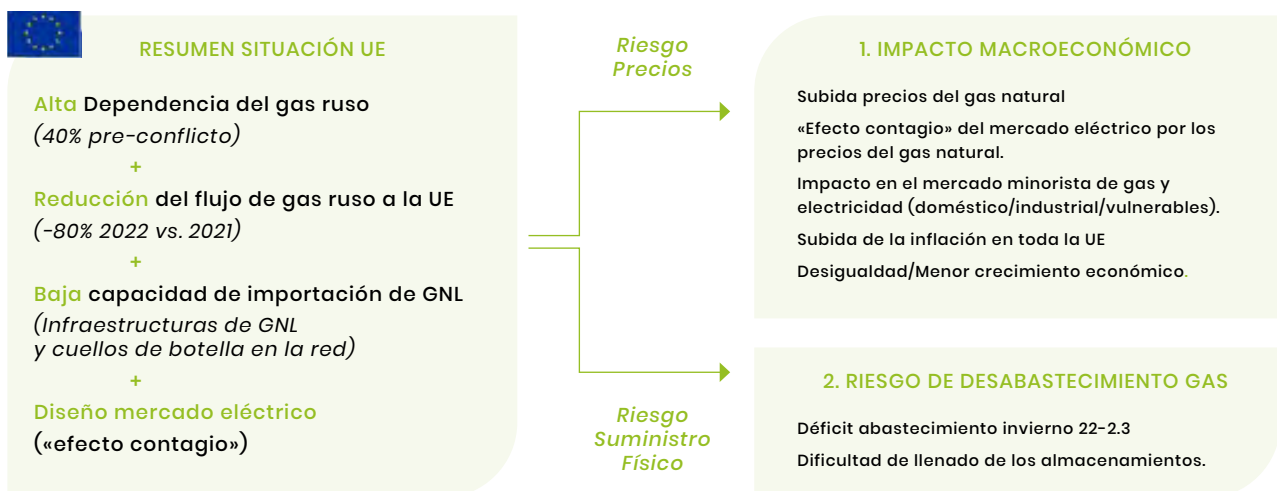 RESUMEN SITUACIÓN UE
Alta Dependencia del gas ruso
(40% pre-conflicto)
+
Reducción del flujo de gas ruso a la UE
(-80% 2022 vs. 2021)
+
Baja capacidad de importación de GNL
(Infraestructuras de GNL
y cuellos de botella en la red)
+
Diseño mercado eléctrico
(«efecto contagio»)
Riesgo
Precios
1. IMPACTO MACROECONÓMICO
Subida precios del gas natural
«Efecto contagio» del mercado eléctrico por los
precios del gas natural.
Impacto en el mercado minorista de gas y
electricidad (doméstico/industrial/vulnerables).
Subida de la inflación en toda la UE
Desigualdad/Menor crecimiento económico.
Riesgo
Suministro
Físico
2. RIESGO DE DESABASTECIMIENTO GAS
Déficit abastecimiento invierno 22-2.3
Dificultad de llenado de los almacenamientos.